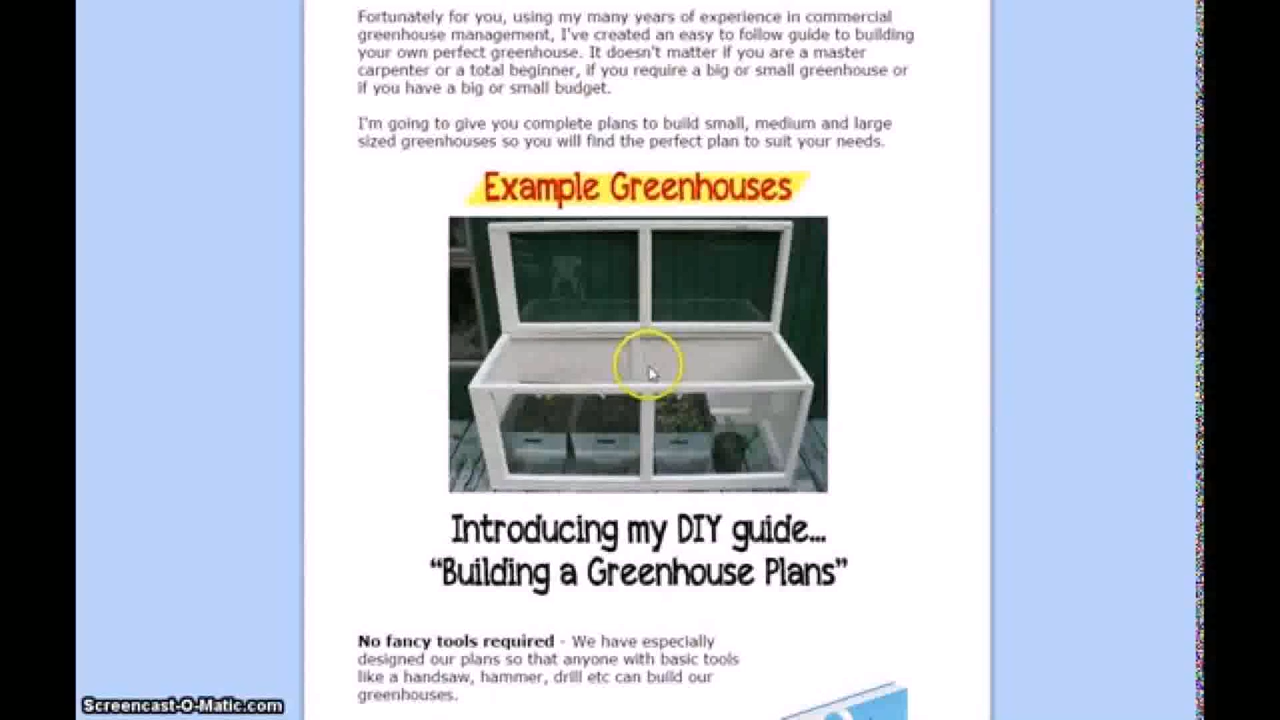 Fortunately for you, using my many years of experience in commercial
greenhouse management, I've created an easy to follow guide to building
your own perfect greenhouse. It doesn't matter if you are a master
carpenter or a total beginner, if you require a big or small greenhouse or
if you have a big or small budget.
I'm going to give you complete plans to build small, medium and large
sized greenhouses so you will find the perfect plan to suit your needs.
Example Greenhouses
Introducing my DIY guide...
“Building a Greenhouse Plans”
No fancy tools required - We have especially
designed our plans so that anyone with basic tools
like a handsaw, hammer, drill etc can build our
greenhouses.
Screencast-O-Matic.com